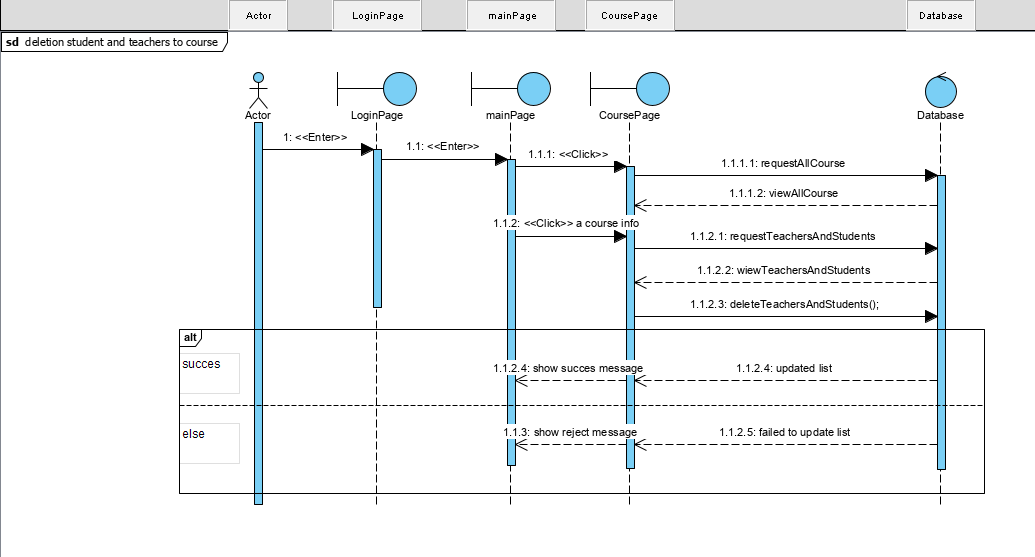 Actor
LoginPage
mainPage
CoursePage
Database
sd deletion student and teachers to course
Actor
LoginPage
mainPage
CoursePage
Database
1: <<Enter>>
1.1: <<Enter>>
1.1.1: <<Click>>
1.1.1.1: requestAllCourse
1.1.1.2: viewAllCourse
1.1.2: <<Click>> a course info
1.1.2.1: requestTeachersAndStudents
1.1.2.2: wiewTeachersAndStudents
1.1.2.3: deleteTeachersAndStudents();
alt
succes
1.1.2.4: show succes message
1.1.2.4: updated list
else
1.1.3: show reject message
1.1.2.5: failed to update list